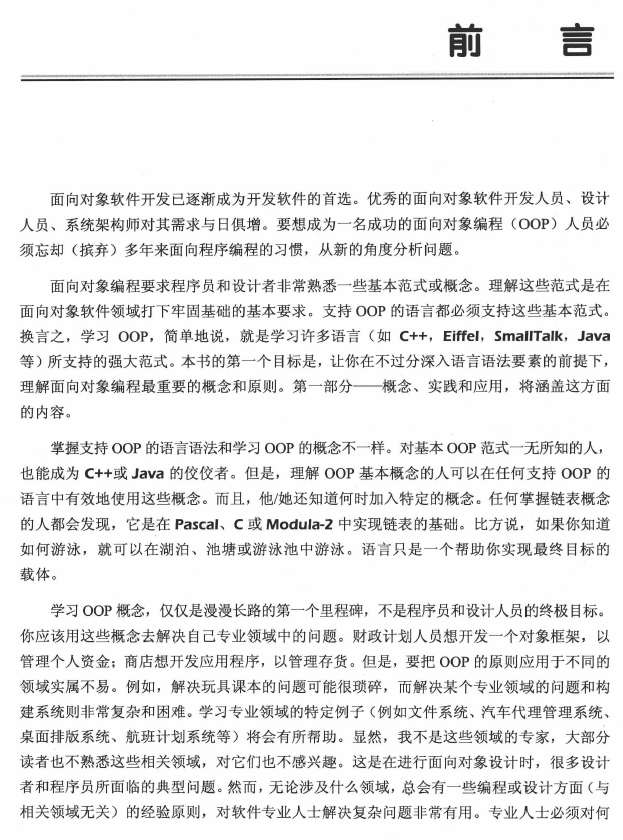 前 言
面向对象软件开发已逐渐成为开发软件的首选。优秀的面向对象软件开发人员、设计
人员、系统架构师对其需求与日俱增。要想成为一名成功的面向对象编程（OOP）人员必
须忘却（摈弃）多年来面向程序编程的习惯，从新的角度分析问题。
面向对象编程要求程序员和设计者非常熟悉一些基本范式或概念。理解这些范式是在
面向对象软件领域打下牢固基础的基本要求。支持 OOP 的语言都必须支持这些基本范式。
换言之，学习 OOP，简单地说，就是学习许多语言（如 C++，Eiffel，SmallTalk，Java
等）所支持的强大范式。本书的第一个目标是，让你在不过分深入语言语法要素的前提下，
理解面向对象编程最重要的概念和原则。第一部分——概念、实践和应用，将涵盖这方面
的内容。
掌握支持 OOP 的语言语法和学习 OOP 的概念不一样。对基本 OOP 范式一无所知的人，
也能成为 C++或 Java 的佼佼者。但是，理解 OOP 基本概念的人可以在任何支持 OOP 的
语言中有效地使用这些概念。而且，他/她还知道何时加入特定的概念。任何掌握链表概念
的人都会发现，它是在 Pascal、C 或 Modula-2 中实现链表的基础。比方说，如果你知道
如何游泳，就可以在湖泊、池塘或游泳池中游泳。语言只是一个帮助你实现最终目标的
载体。
学习 OOP 概念，仅仅是漫漫长路的第一个里程碑，不是程序员和设计人员的终极目标。
你应该用这些概念去解决自己专业领域中的问题。财政计划人员想开发一个对象框架，以
管理个人资金；商店想开发应用程序，以管理存货。但是，要把 OOP 的原则应用于不同的
领域实属不易。例如，解决玩具课本的问题可能很琐碎，而解决某个专业领域的问题和构
建系统则非常复杂和困难。学习专业领域的特定例子（例如文件系统、汽车代理管理系统、
桌面排版系统、航班计划系统等）将会有所帮助。显然，我不是这些领域的专家，大部分
读者也不熟悉这些相关领域，对它们也不感兴趣。这是在进行面向对象设计时，很多设计
者和程序员所面临的典型问题。然而，无论涉及什么领域，总会有一些编程或设计方面（与
相关领域无关）的经验原则，对软件专业人士解决复杂问题非常有用。专业人士必须对何